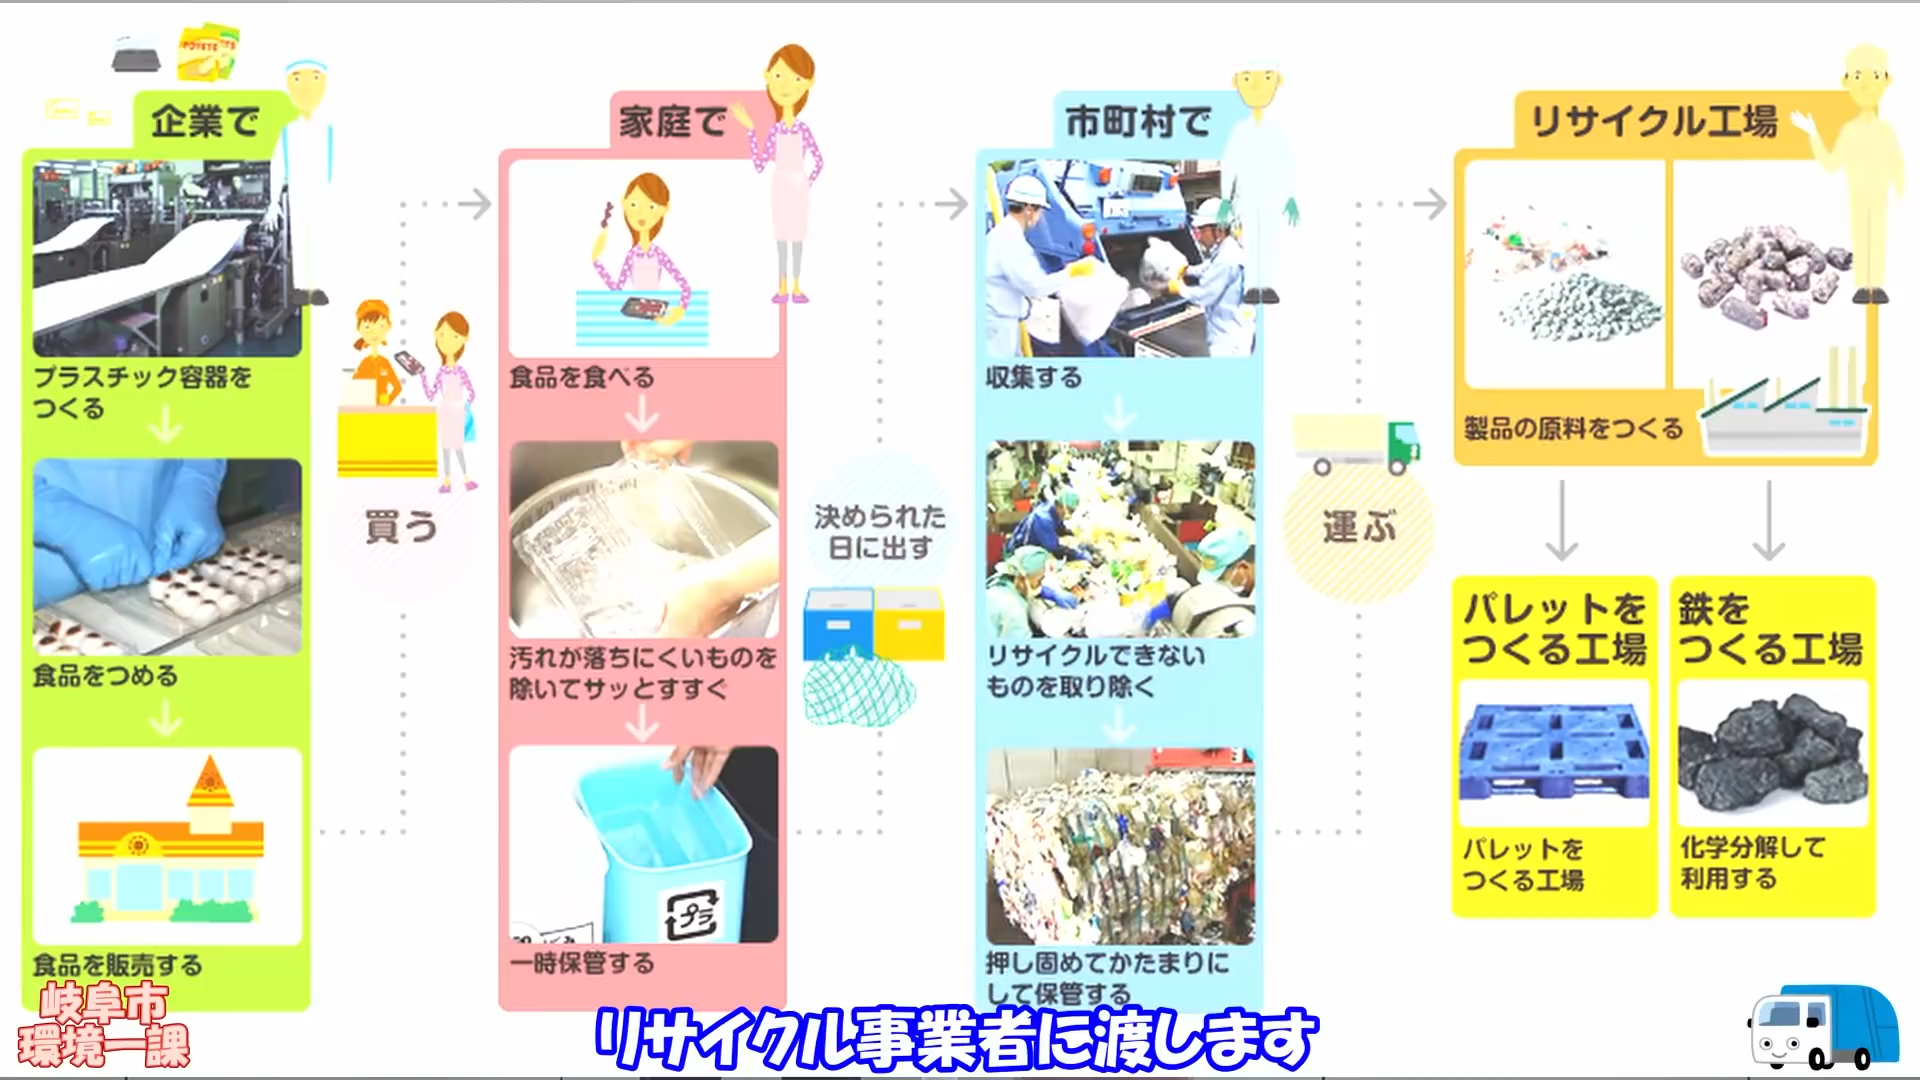 企業で
プラスチック容器を
つくる
食品をつめる
食品を販売する
買う
家庭で
食品を食べる
汚れが落ちにくいものを
除いてサッとすすぐ
プラ
一時保管する
決められた
日に出す
市町村で
収集する
リサイクルできない
ものを取り除く
押し固めてかたまりに
して保管する
運ぶ
リサイクル工場
製品の原料をつくる
パレットを
つくる工場
パレットを
つくる工場
鉄を
つくる工場
化学分解して
利用する
岐阜市
環境一課
リサイクル事業者に渡します